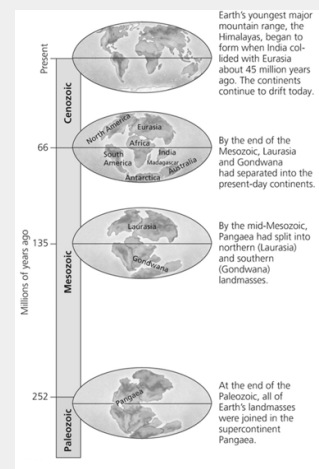 Earth's youngest major
mountain range, the
Himalayas, began to
form when India col-
lided with Eurasia
about 45 million years
ago. The continents
continue to drift today.
Present
Cenozoic
North America
Eurasia
Africa
South
America
India
Madagascar
Australia
Antarctica
By the end of the
Mesozoic, Laurasia
and Gondwana
had separated into the
present-day continents.
66
Millions of years ago
135
Mesozoic
Laurasia
Gondwana
By the mid-Mesozoic,
Pangaea had split into
northern (Laurasia)
and southern
(Gondwana)
landmasses.
252
Paleozoic
Pangaea
At the end of the
Paleozoic, all of
Earth's landmasses
were joined in the
supercontinent
Pangaea.